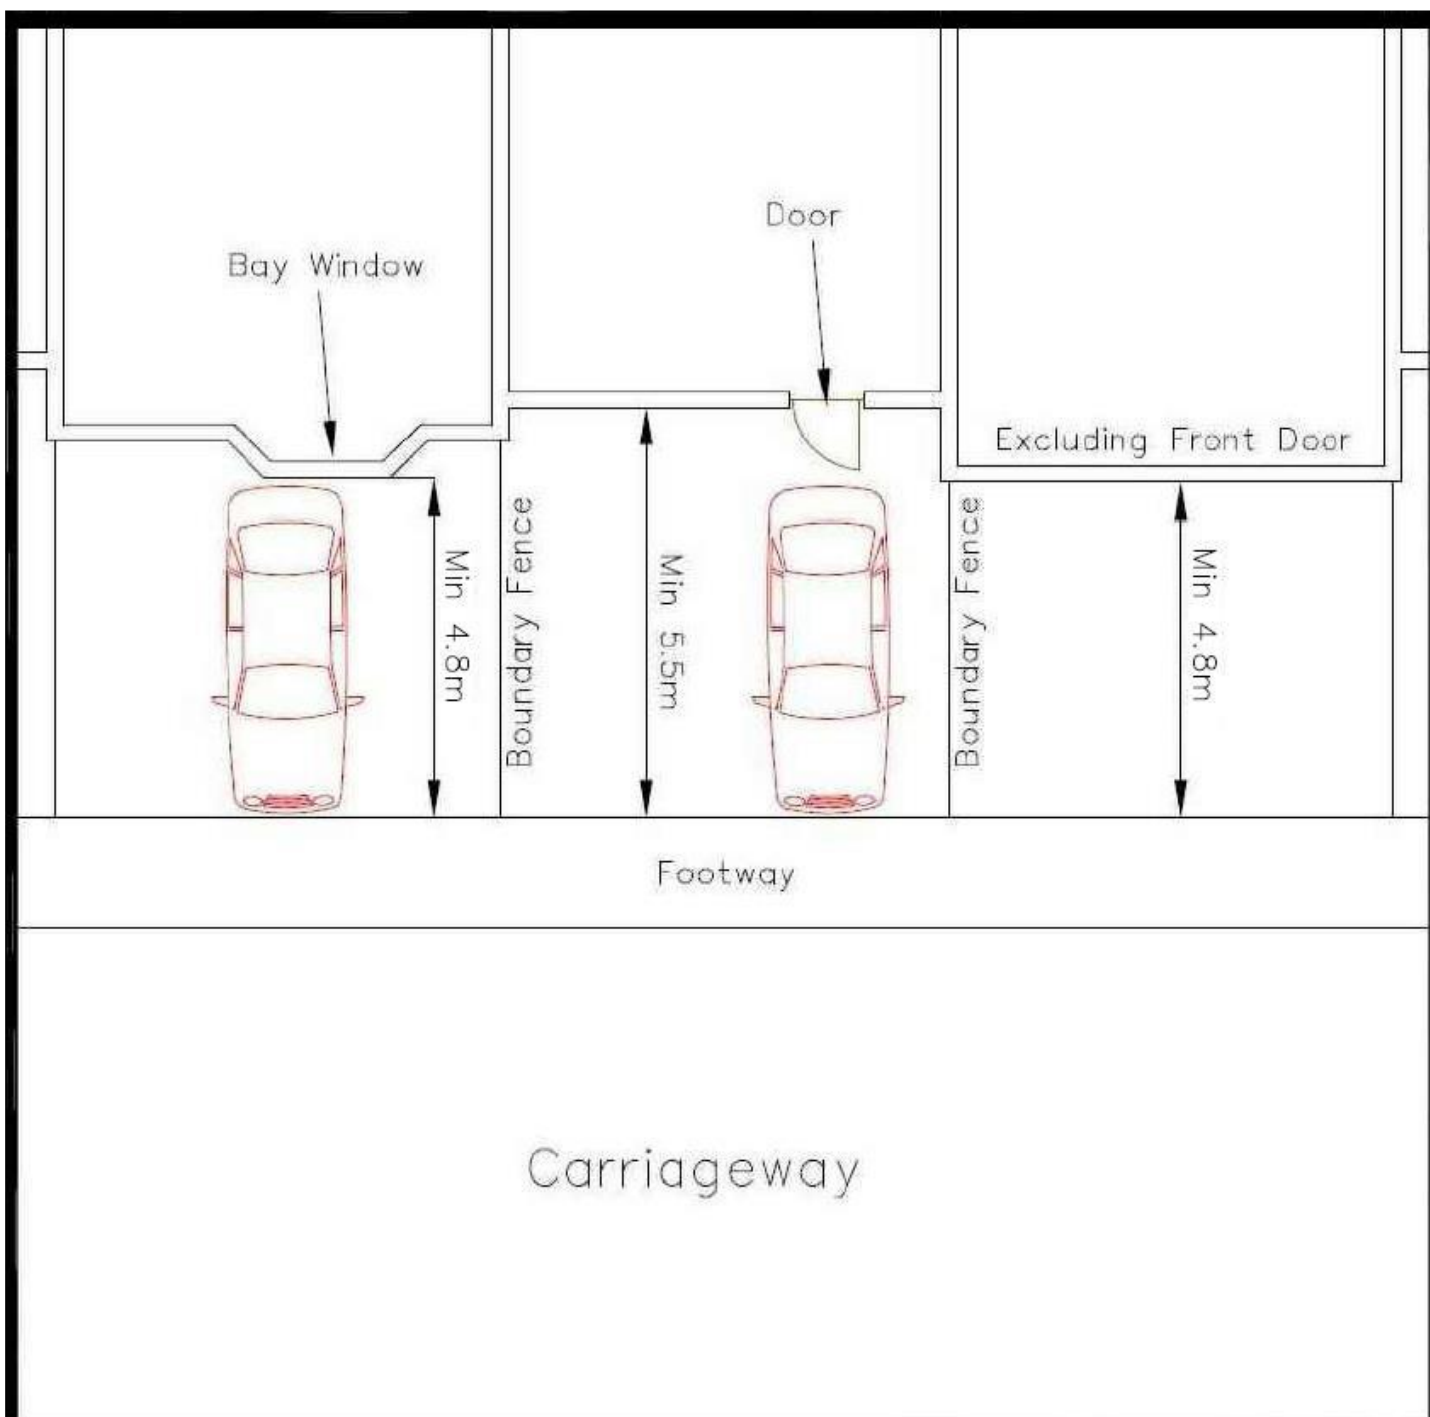 Door
Bay Window
Excluding Front Door
Min 4.8m
Boundary Fence
Min 5.5m
Boundary Fence
Min 4.8m
Footway
Carriageway